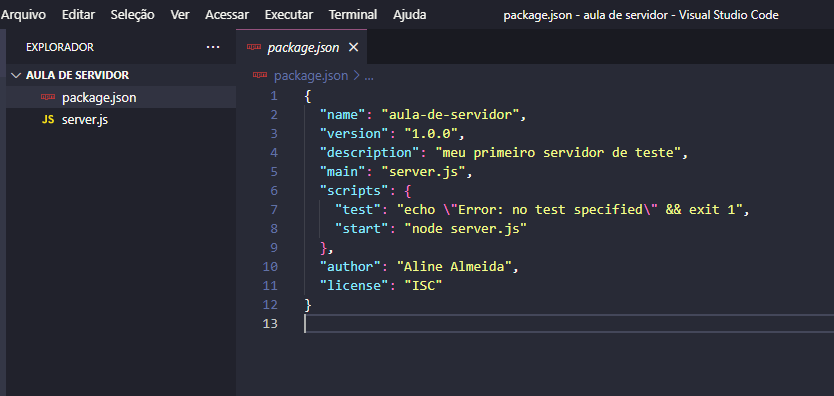 Arquivo Editar Seleção Ver Acessar Executar Terminal Ajuda package.json - aula de servidor - Visual Studio Code
EXPLORADOR ...
AULA DE SERVIDOR
package.json
JS server.js
package.json ×
package.json > ...
1 {
2 "name": "aula-de-servidor",
3 "version": "1.0.0",
4 "description": "meu primeiro servidor de teste",
5 "main": "server.js",
6 "scripts": {
7 "test": "echo \"Error: no test specified\" && exit 1",
8 "start": "node server.js"
9 },
10 "author": "Aline Almeida",
11 "license": "ISC"
12 }
13